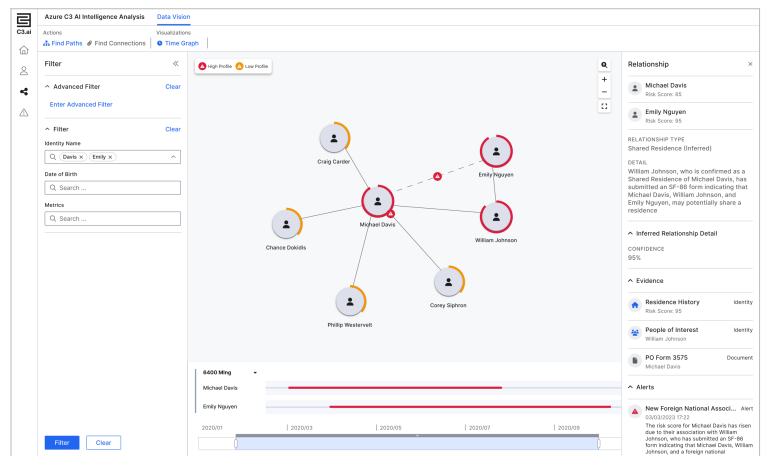 C3.ai
Azure C3 AI Intelligence Analysis
Data Vision
Actions
Find Paths
Find Connections
Visualizations
Time Graph
Filter
Advanced Filter
Clear
Enter Advanced Filter
Filter
Clear
Identity Name
Davis ×
Emily ×
Date of Birth
Search ...
Metrics
Search ...
Filter
Clear
High Profile
Low Profile
Craig Carder
Emily Nguyen
Michael Davis
William Johnson
Chance Dokidis
Corey Siphron
Phillip Westervelt
6400 Ming
Michael Davis
Emily Nguyen
2020/01
2020/03
2020/05
2020/07
2020/09
Relationship
Michael Davis
Risk Score: 85
Emily Nguyen
Risk Score: 95
RELATIONSHIP TYPE
Shared Residence (Inferred)
DETAIL
William Johnson, who is confirmed as a
Shared Residence of Michael Davis, has
submitted an SF-86 form indicating that
Michael Davis, William Johnson, and
Emily Nguyen, may potentially share a
residence
Inferred Relationship Detail
CONFIDENCE
95%
Evidence
Residence History
Identity
Risk Score: 95
People of Interest
Identity
William Johnson
PO Form 3575
Document
Michael Davis
Alerts
New Foreign National Associ...
Alert
03/03/2023 17:22
The risk score for Michael Davis has risen
due to their association with William
Johnson, who has submitted an SF-86
form indicating that Michael Davis, William
Johnson, and a foreign national